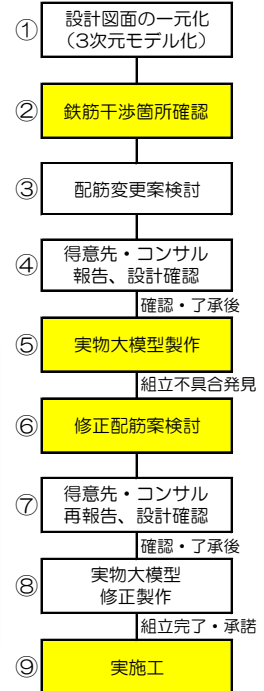 ① 設計図面の一元化
（3次元モデル化）
② 鉄筋干渉箇所確認
③ 配筋変更案検討
④ 得意先・コンサル
報告、設計確認
確認・了承後
⑤ 実物大模型製作
組立不具合発見
⑥ 修正配筋案検討
⑦ 得意先・コンサル
再報告、設計確認
確認・了承後
⑧ 実物大模型
修正製作
組立完了・承諾
⑨ 実施工